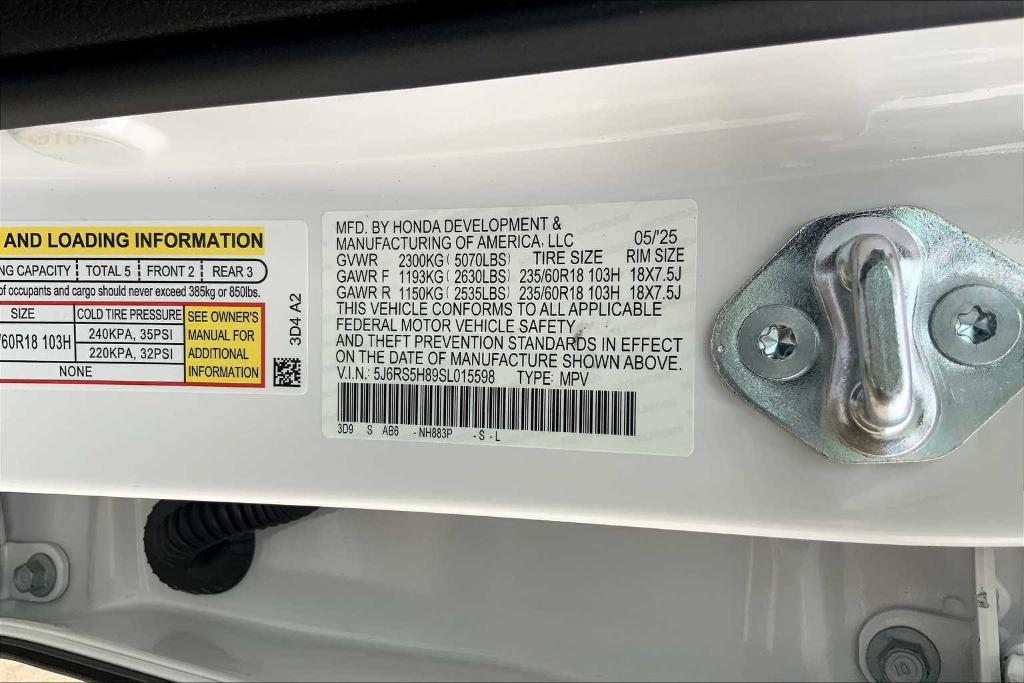 AND LOADING INFORMATION
NG CAPACITY TOTAL 5 FRONT 2 REAR 3
of occupants and cargo should never exceed 385kg or 850lbs.
SIZE COLD TIRE PRESSURE SEE OWNER'S
MANUAL FOR
ADDITIONAL
INFORMATION
/60R18 103H 240KPA, 35PSI
220KPA, 32PSI
NONE
3D4 A2
MFD. BY HONDA DEVELOPMENT &
MANUFACTURING OF AMERICA, LLC 05/'25
GVWR 2300KG (5070LBS) TIRE SIZE RIM SIZE
GAWR F 1193KG (2630LBS) 235/60R18 103H 18X7.5J
GAWR R 1150KG (2535LBS) 235/60R18 103H 18X7.5J
THIS VEHICLE CONFORMS TO ALL APPLICABLE
FEDERAL MOTOR VEHICLE SAFETY
AND THEFT PREVENTION STANDARDS IN EFFECT
ON THE DATE OF MANUFACTURE SHOWN ABOVE.
V.I.N.: 5J6RS5H89SL015598 TYPE: MPV
3D9 S AB6 -NH883P -S-L
10